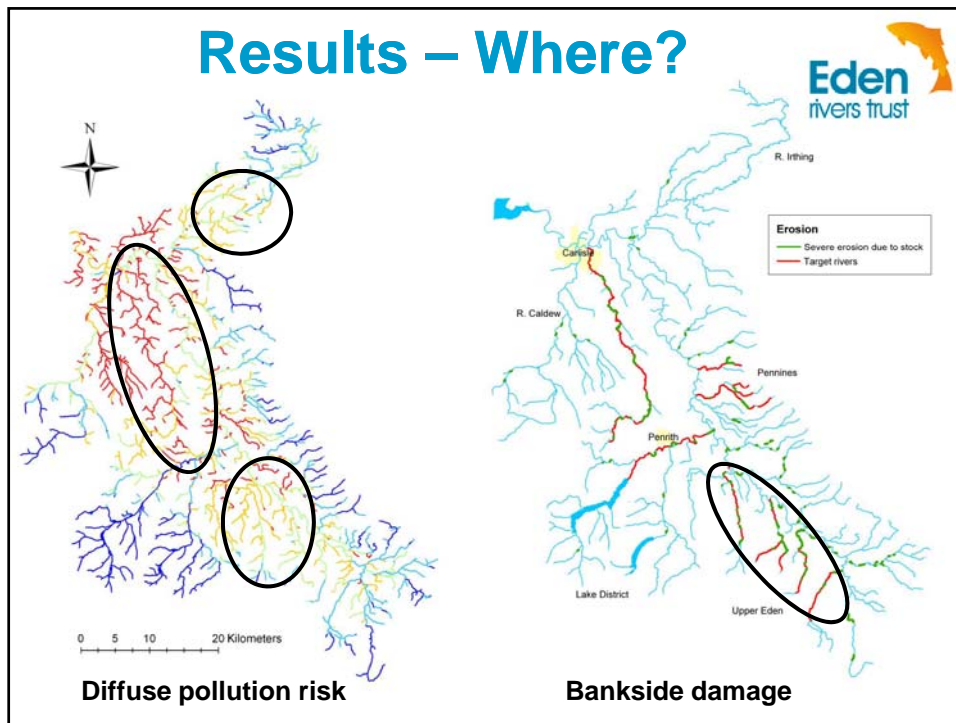 Results – Where?
Eden
rivers trust
N
R. Irthing
Erosion
Severe erosion due to stock
Target rivers
Carlisle
R. Caldew
Pennines
Penrith
Lake District
Upper Eden
0 5 10 20 Kilometers
Diffuse pollution risk
Bankside damage